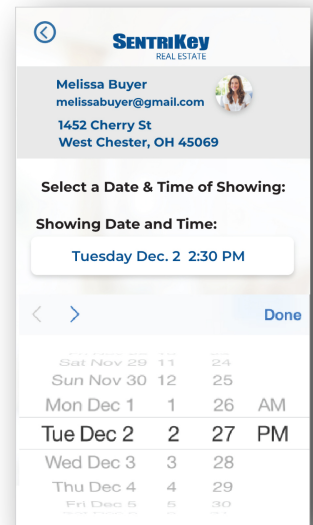 SentriKey
REAL ESTATE
Melissa Buyer
melissabuyer@gmail.com
1452 Cherry St
West Chester, OH 45069
Select a Date & Time of Showing:
Showing Date and Time:
Tuesday Dec. 2 2:30 PM
Done
Sat Nov 29 11 24
Sun Nov 30 12 25
Mon Dec 1 1 26 AM
Tue Dec 2 2 27 PM
Wed Dec 3 3 28
Thu Dec 4 4 29
Fri Dec 5 5 30